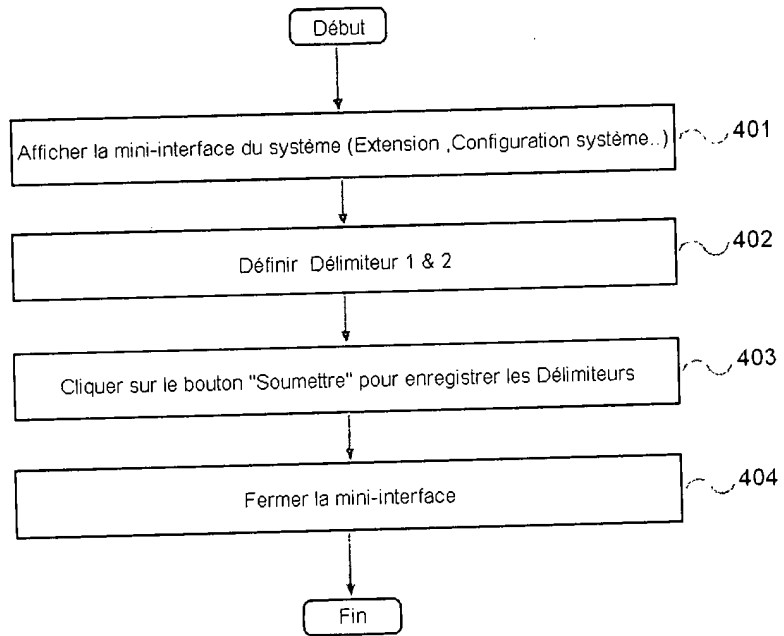 Début
Afficher la mini-interface du système (Extension ,Configuration système..)
401
Définir Délimiteur 1 & 2
402
Cliquer sur le bouton "Soumettre" pour enregistrer les Délimiteurs
403
Fermer la mini-interface
404
Fin